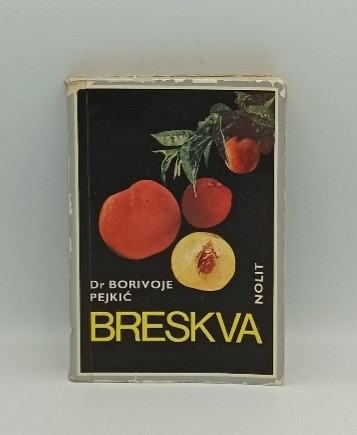 Dr BORIVOJE
PEJKIĆ
BRESKVA
NOLIT